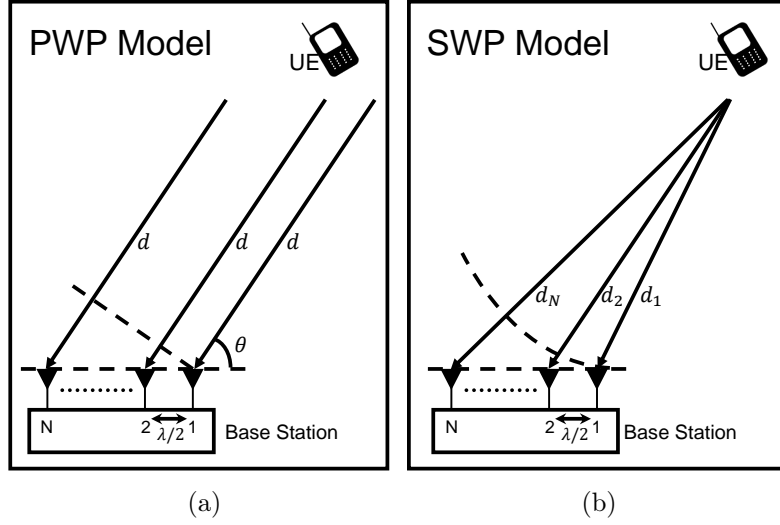 PWP Model
UE
d
d
d
θ
N
2
λ/2
1
Base Station
(a)
SWP Model
UE
d_N
d_2
d_1
N
2
λ/2
1
Base Station
(b)